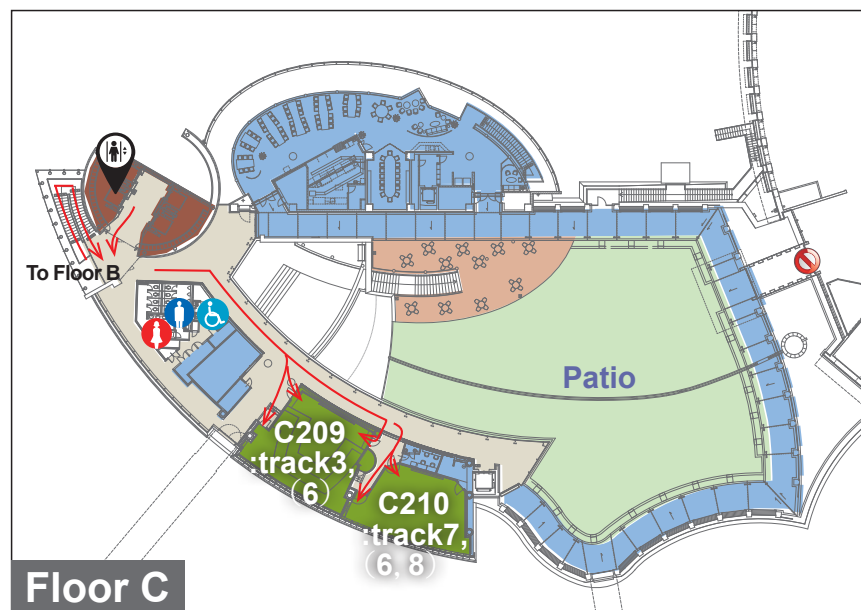 To Floor B
Patio
C209
:track3,
（6）
C210
:track7,
（6, 8）
Floor C